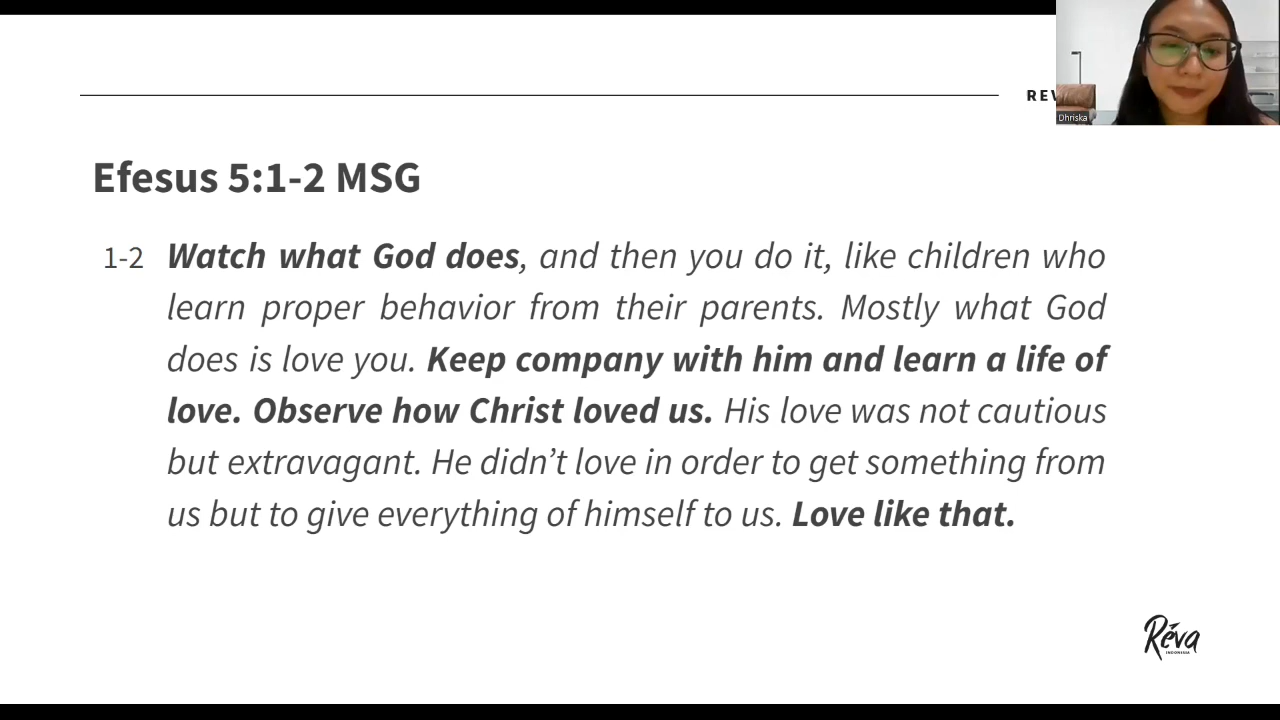 REV
Dhriska
Efesus 5:1-2 MSG
1-2 Watch what God does, and then you do it, like children who
learn proper behavior from their parents. Mostly what God
does is love you. Keep company with him and learn a life of
love. Observe how Christ loved us. His love was not cautious
but extravagant. He didn’t love in order to get something from
us but to give everything of himself to us. Love like that.
Réva
INDONESIA